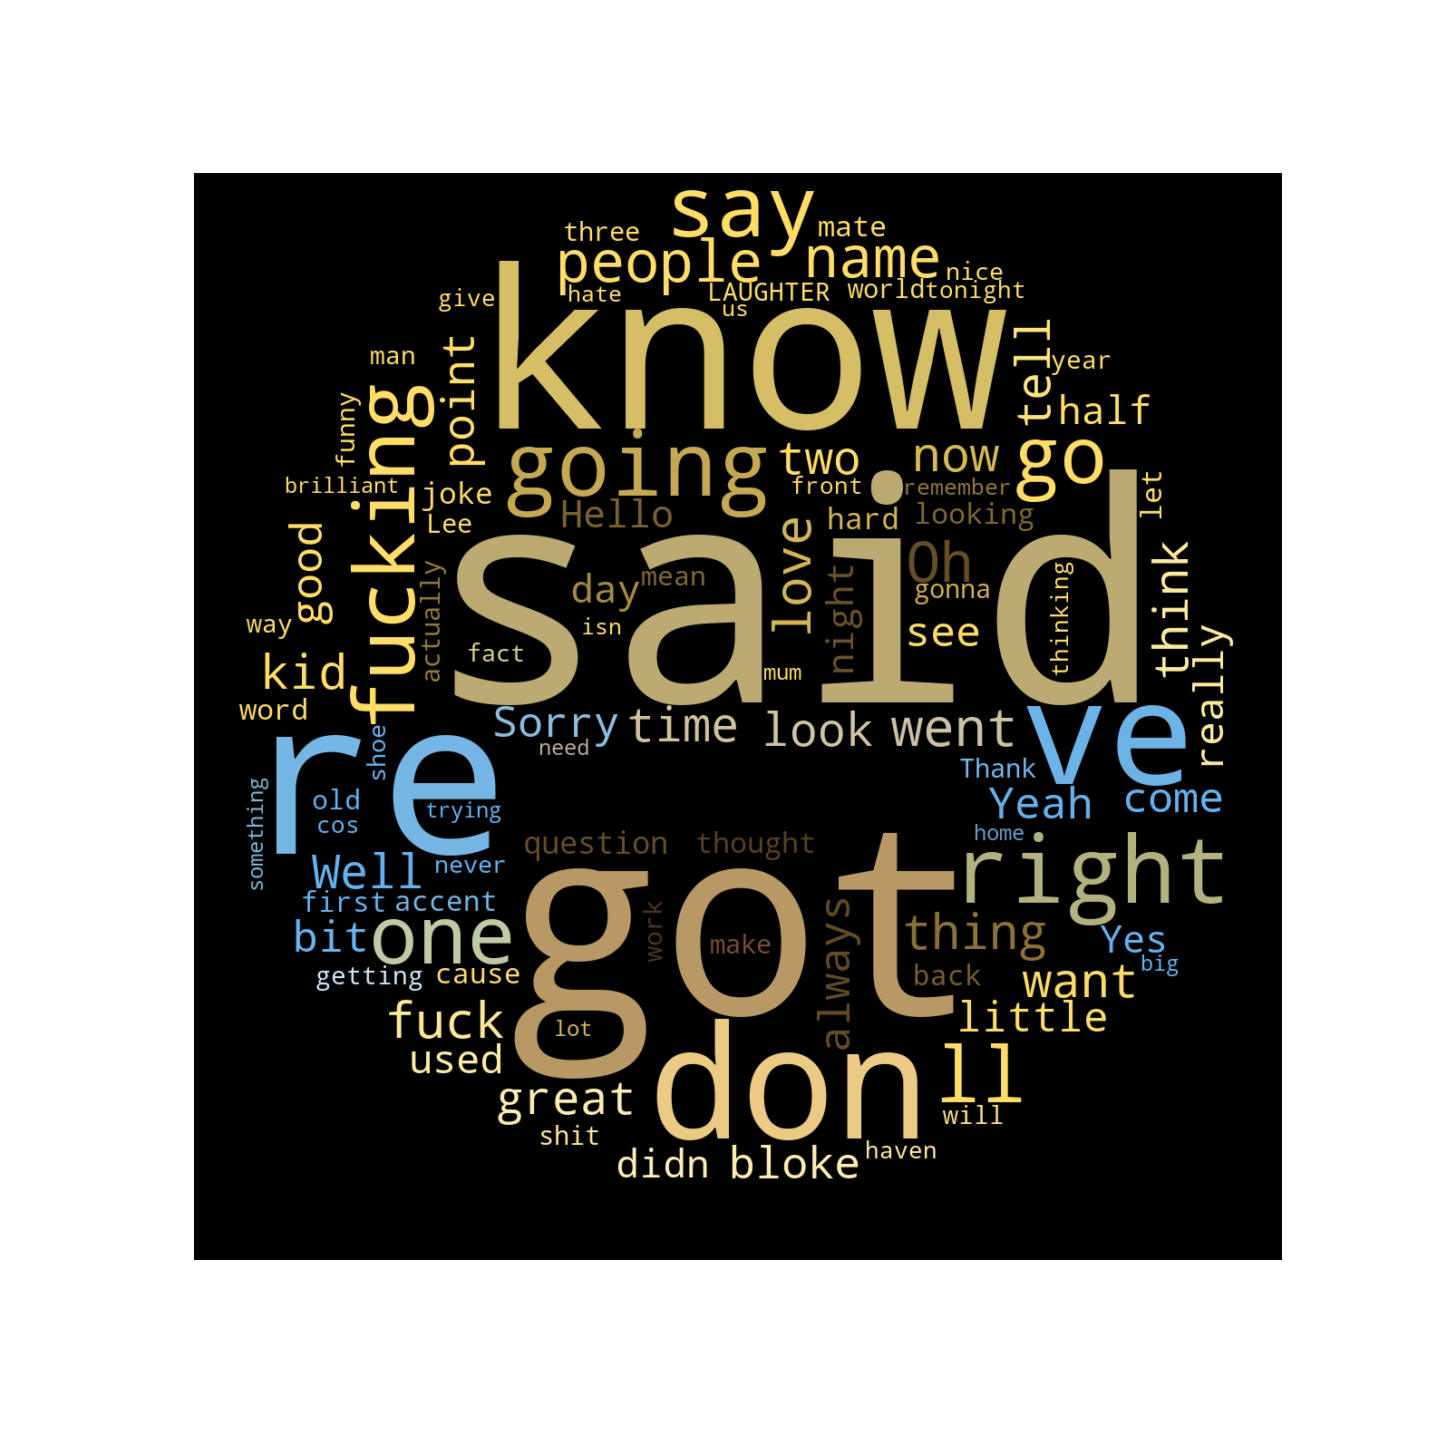 say
three
mate
people
name
nice
give
hate
LAUGHTER
world
tonight
us
know
man
point
tell
year
funny
fucking
half
going
two
now
go
brilliant
joke
front
remember
let
Lee
Hello
hard
looking
good
said
love
Oh
think
actually
day
mean
night
gonna
thinking
way
isn
see
kid
fact
mum
really
word
Sorry
time
look
went
ve
shoe
need
re
Thank
something
old
trying
Yeah
come
cos
question
thought
home
Well
never
got
right
first
accent
bit
one
work
make
always
thing
Yes
getting
cause
back
want
big
fuck
lot
little
used
don
ll
great
will
shit
didn
bloke
haven